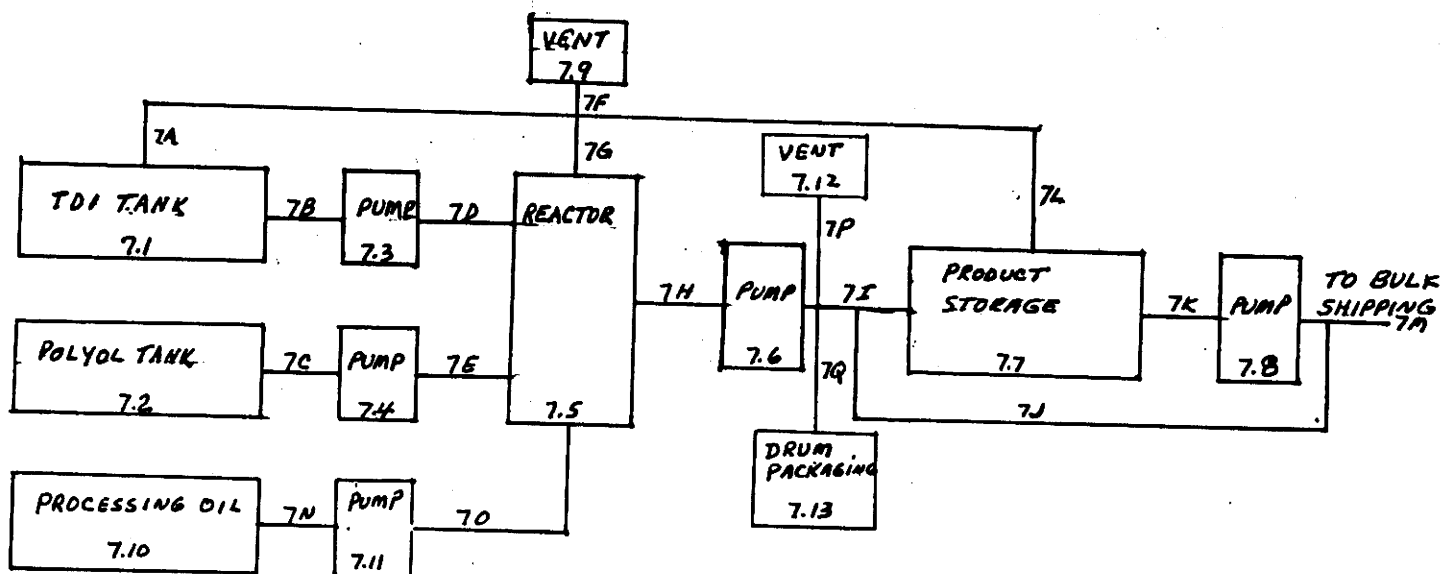 VENT
7.9
7F
7A
7G
VENT
7.12
7L
TDI TANK
7.1
7B
PUMP
7.3
7D
REACTOR
7.5
7P
7H
PUMP
7.6
7I
PRODUCT
STORAGE
7.7
7K
PUMP
7.8
TO BULK
SHIPPING
7M
POLYOL TANK
7.2
7C
PUMP
7.4
7E
7Q
7J
DRUM
PACKAGING
7.13
PROCESSING OIL
7.10
7N
PUMP
7.11
7O